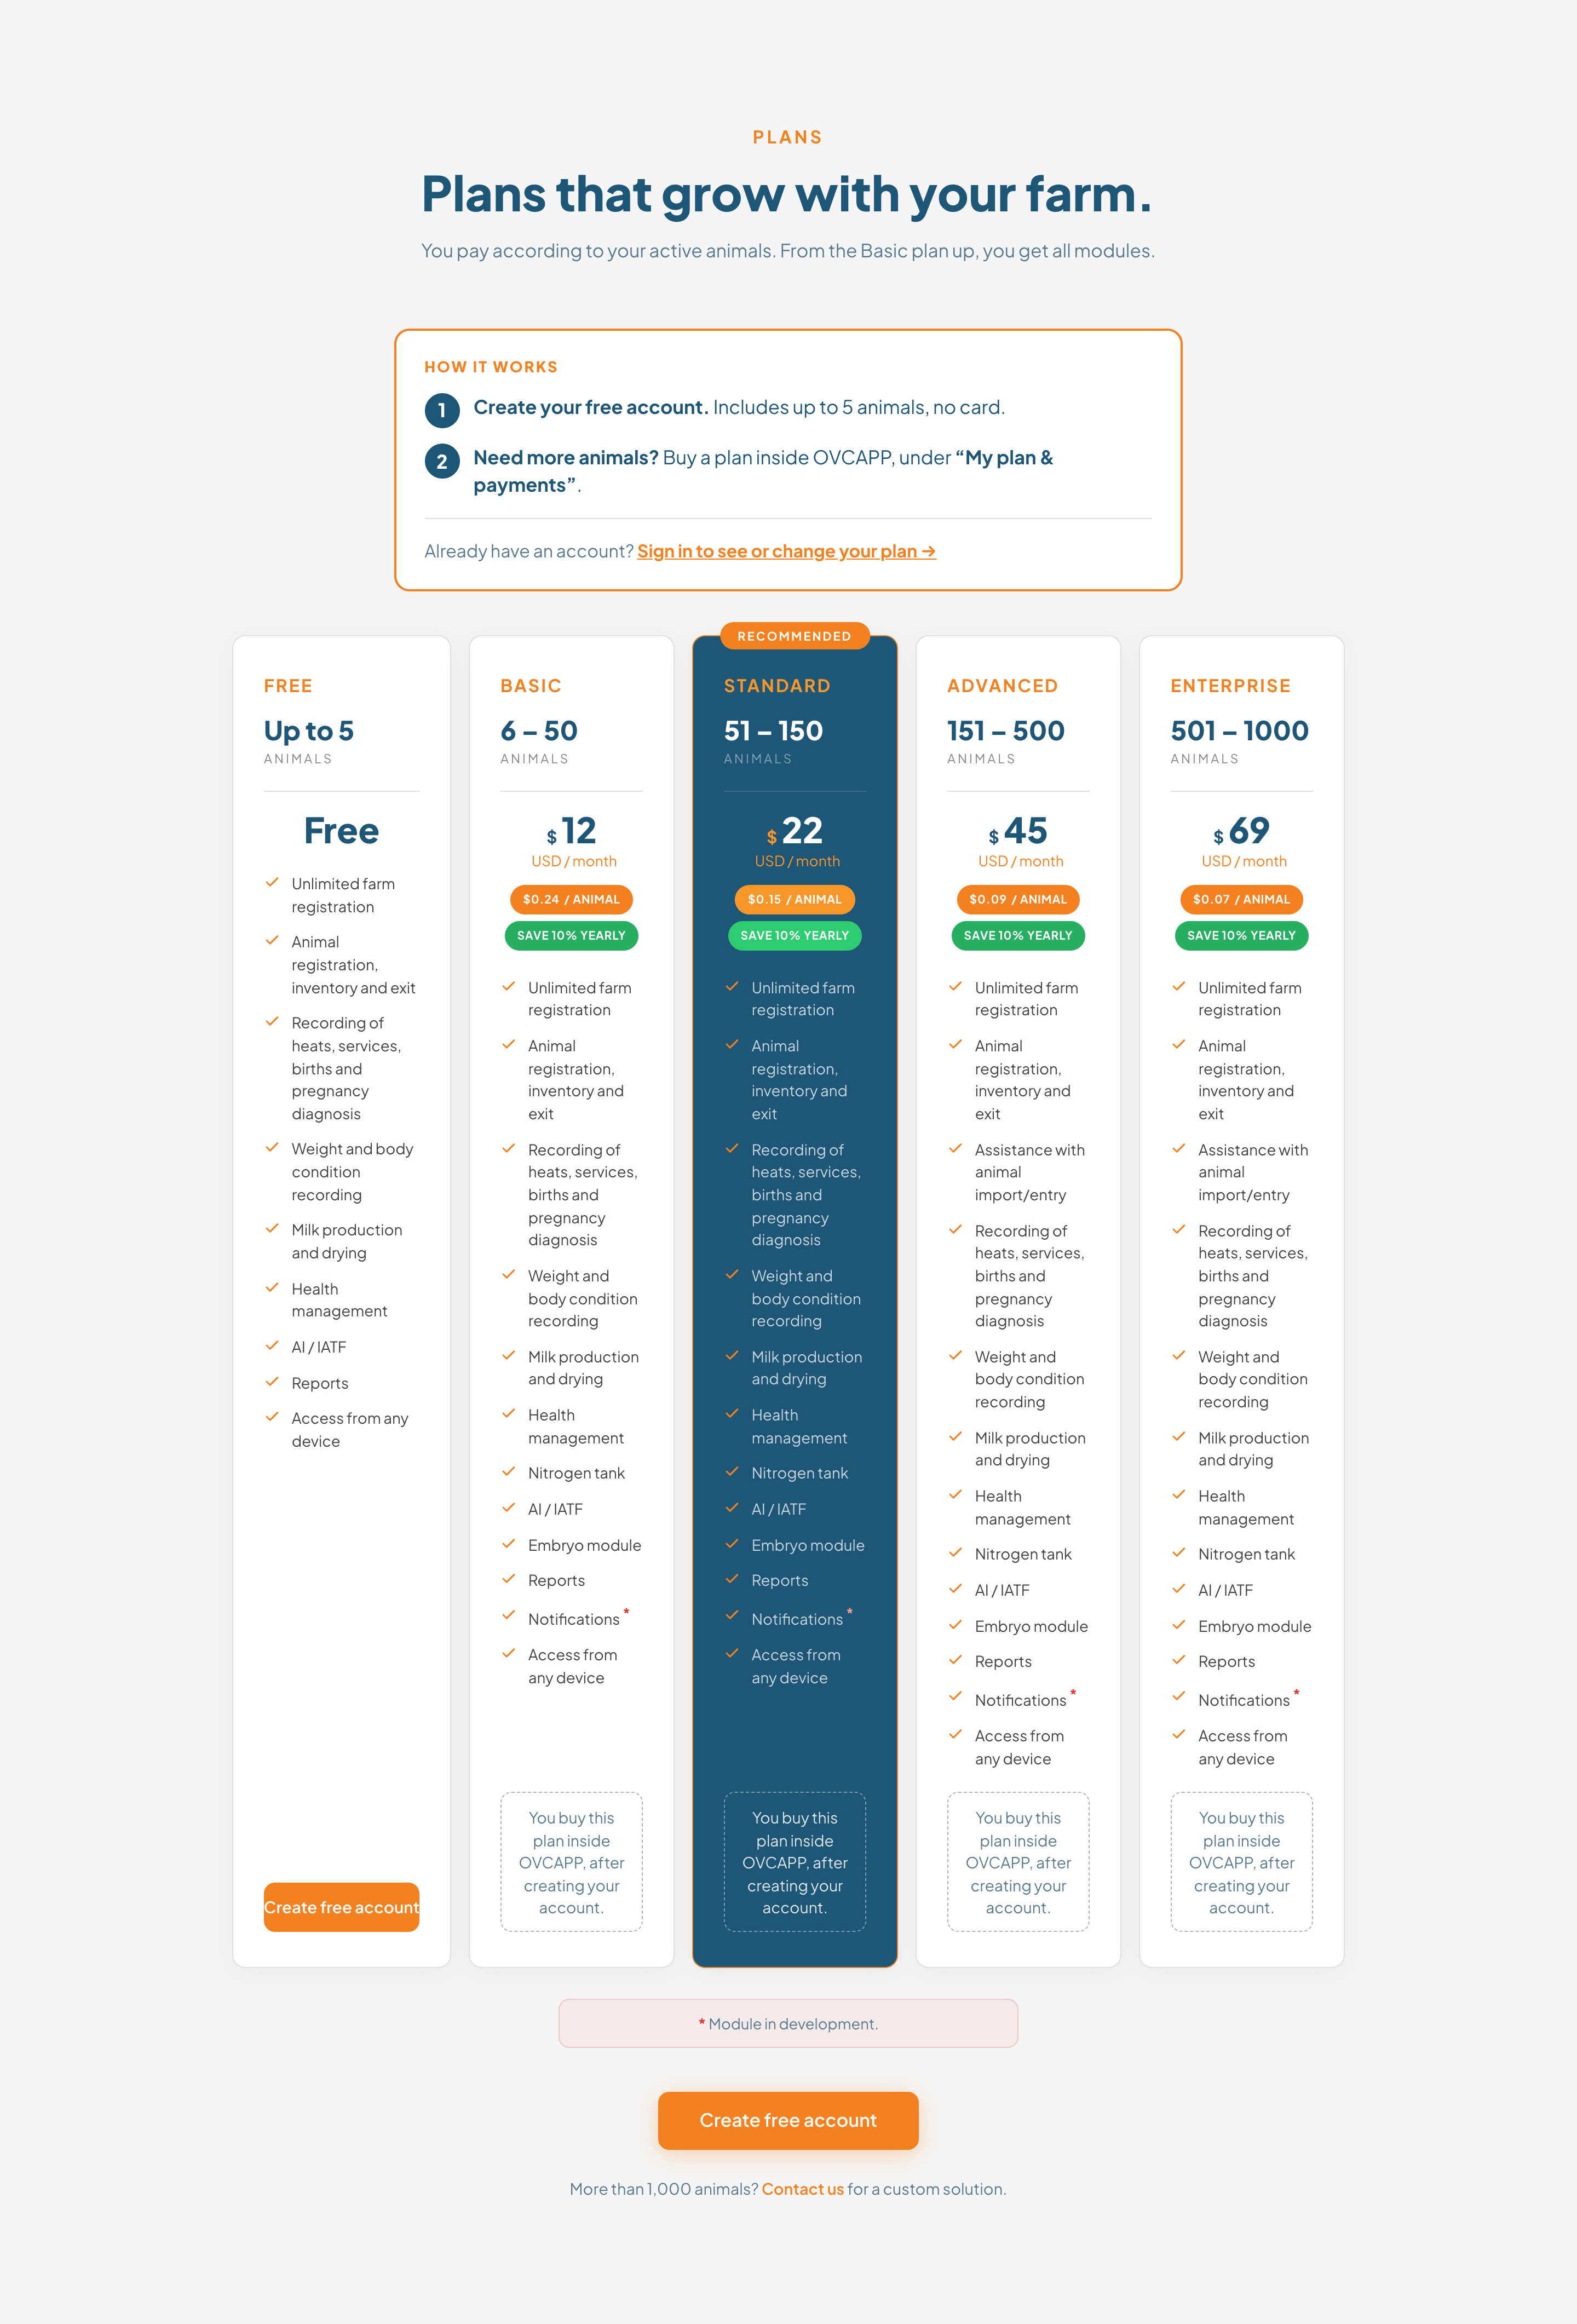 PLANS
Plans that grow with your farm.
You pay according to your active animals. From the Basic plan up, you get all modules.
HOW IT WORKS
1 Create your free account. Includes up to 5 animals, no card.
2 Need more animals? Buy a plan inside OVCAPP, under “My plan &
payments”.
Already have an account? Sign in to see or change your plan →
FREE
Up to 5
ANIMALS
Free
Unlimited farm
registration
Animal
registration,
inventory and exit
Recording of
heats, services,
births and
pregnancy
diagnosis
Weight and body
condition
recording
Milk production
and drying
Health
management
AI / IATF
Reports
Access from any
device
Create free account
BASIC
6 – 50
ANIMALS
$ 12
USD / month
$0.24 / ANIMAL
SAVE 10% YEARLY
Unlimited farm
registration
Animal
registration,
inventory and
exit
Recording of
heats, services,
births and
pregnancy
diagnosis
Weight and
body condition
recording
Milk production
and drying
Health
management
Nitrogen tank
AI / IATF
Embryo module
Reports
Notifications *
Access from
any device
You buy this
plan inside
OVCAPP, after
creating your
account.
RECOMMENDED
STANDARD
51 – 150
ANIMALS
$ 22
USD / month
$0.15 / ANIMAL
SAVE 10% YEARLY
Unlimited farm
registration
Animal
registration,
inventory and
exit
Recording of
heats, services,
births and
pregnancy
diagnosis
Weight and
body condition
recording
Milk production
and drying
Health
management
Nitrogen tank
AI / IATF
Embryo module
Reports
Notifications *
Access from
any device
You buy this
plan inside
OVCAPP, after
creating your
account.
ADVANCED
151 – 500
ANIMALS
$ 45
USD / month
$0.09 / ANIMAL
SAVE 10% YEARLY
Unlimited farm
registration
Animal
registration,
inventory and
exit
Assistance with
animal
import/entry
Recording of
heats, services,
births and
pregnancy
diagnosis
Weight and
body condition
recording
Milk production
and drying
Health
management
Nitrogen tank
AI / IATF
Embryo module
Reports
Notifications *
Access from
any device
You buy this
plan inside
OVCAPP, after
creating your
account.
ENTERPRISE
501 – 1000
ANIMALS
$ 69
USD / month
$0.07 / ANIMAL
SAVE 10% YEARLY
Unlimited farm
registration
Animal
registration,
inventory and
exit
Assistance with
animal
import/entry
Recording of
heats, services,
births and
pregnancy
diagnosis
Weight and
body condition
recording
Milk production
and drying
Health
management
Nitrogen tank
AI / IATF
Embryo module
Reports
Notifications *
Access from
any device
You buy this
plan inside
OVCAPP, after
creating your
account.
* Module in development.
Create free account
More than 1,000 animals? Contact us for a custom solution.